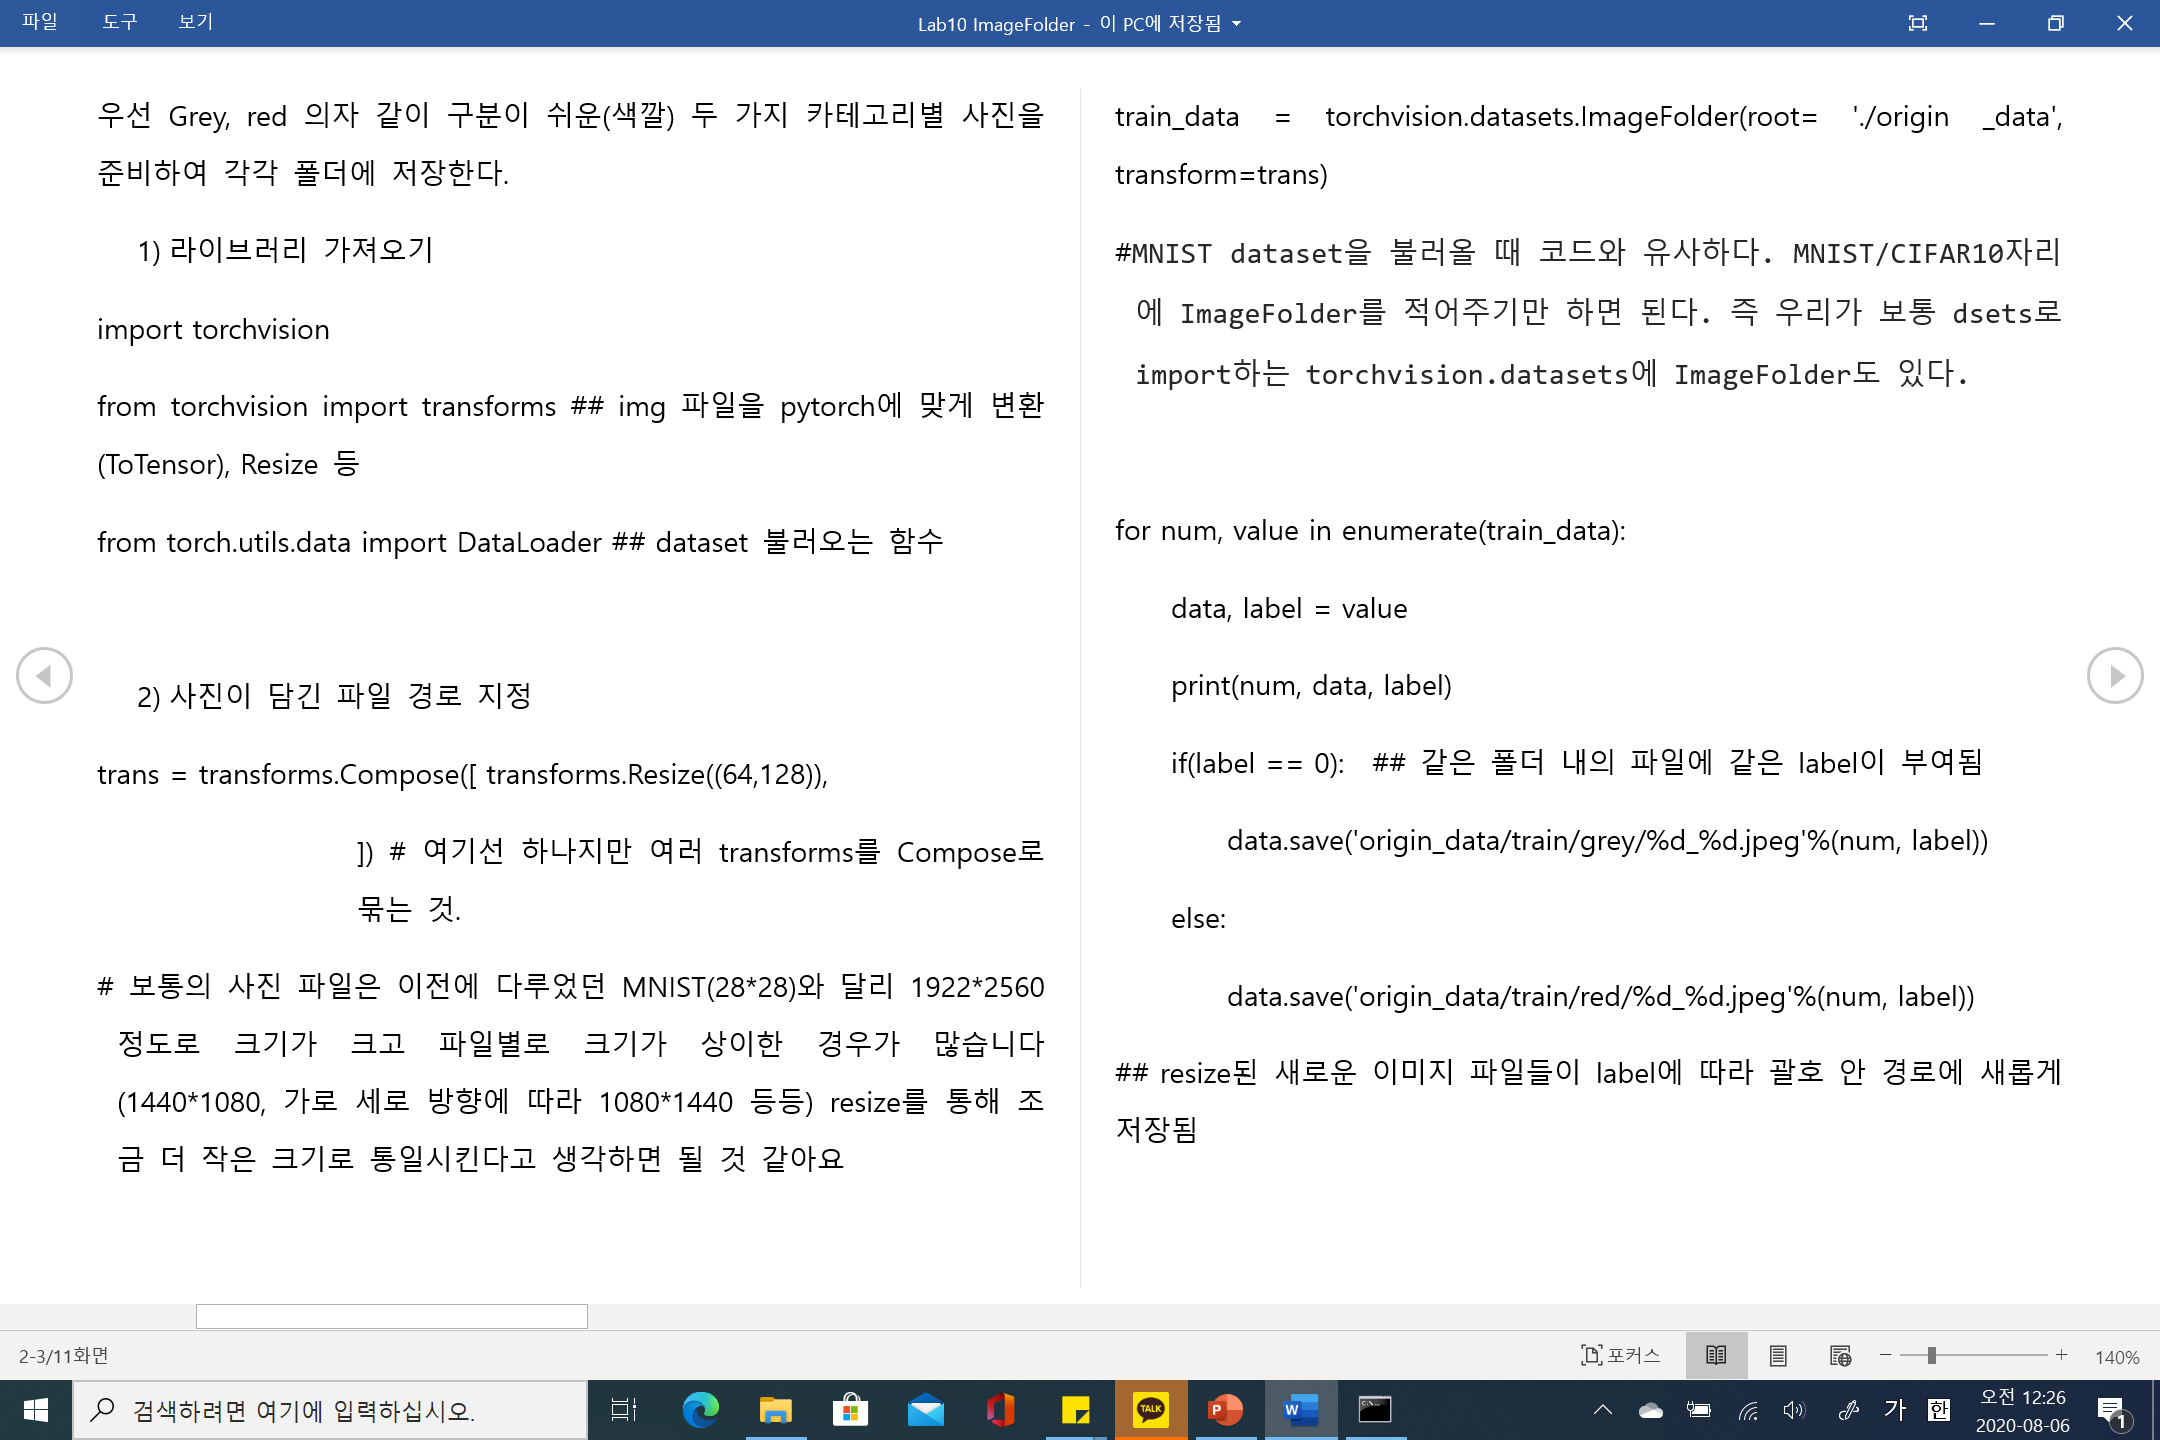 파일 도구 보기 Lab10 ImageFolder - 이 PC에 저장됨
우선 Grey, red 의자 같이 구분이 쉬운(색깔) 두 가지 카테고리별 사진을
준비하여 각각 폴더에 저장한다.
1) 라이브러리 가져오기
import torchvision
from torchvision import transforms ## img 파일을 pytorch에 맞게 변환
(ToTensor), Resize 등
from torch.utils.data import DataLoader ## dataset 불러오는 함수
2) 사진이 담긴 파일 경로 지정
trans = transforms.Compose([ transforms.Resize((64,128)),
]) # 여기선 하나지만 여러 transforms를 Compose로
묶는 것.
# 보통의 사진 파일은 이전에 다루었던 MNIST(28*28)와 달리 1922*2560
정도로 크기가 크고 파일별로 크기가 상이한 경우가 많습니다
(1440*1080, 가로 세로 방향에 따라 1080*1440 등등) resize를 통해 조
금 더 작은 크기로 통일시킨다고 생각하면 될 것 같아요
train_data = torchvision.datasets.ImageFolder(root= './origin _data',
transform=trans)
#MNIST dataset을 불러올 때 코드와 유사하다. MNIST/CIFAR10자리
에 ImageFolder를 적어주기만 하면 된다. 즉 우리가 보통 dsets로
import하는 torchvision.datasets에 ImageFolder도 있다.
for num, value in enumerate(train_data):
data, label = value
print(num, data, label)
if(label == 0): ## 같은 폴더 내의 파일에 같은 label이 부여됨
data.save('origin_data/train/grey/%d_%d.jpeg'%(num, label))
else:
data.save('origin_data/train/red/%d_%d.jpeg'%(num, label))
## resize된 새로운 이미지 파일들이 label에 따라 괄호 안 경로에 새롭게
저장됨
2-3/11화면 포커스 140%
검색하려면 여기에 입력하십시오. TALK P W 가 한 오전 12:26
2020-08-06 1